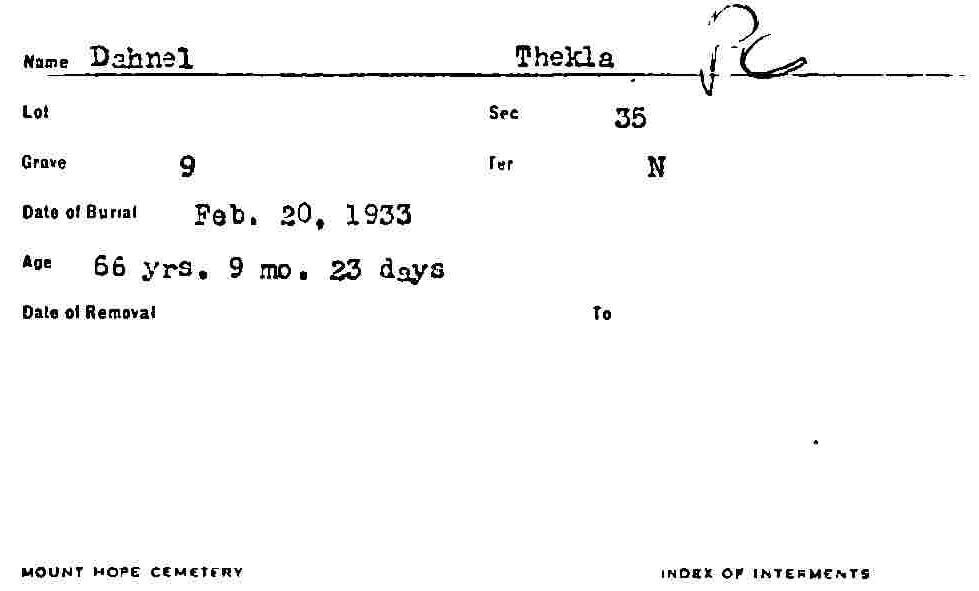 Name Dahnel Thekla PC
Lot Sec 35
Grave 9 Ter N
Date of Burial Feb. 20, 1933
Age 66 yrs. 9 mo. 23 days
Date of Removal To
MOUNT HOPE CEMETERY INDEX OF INTERMENTS